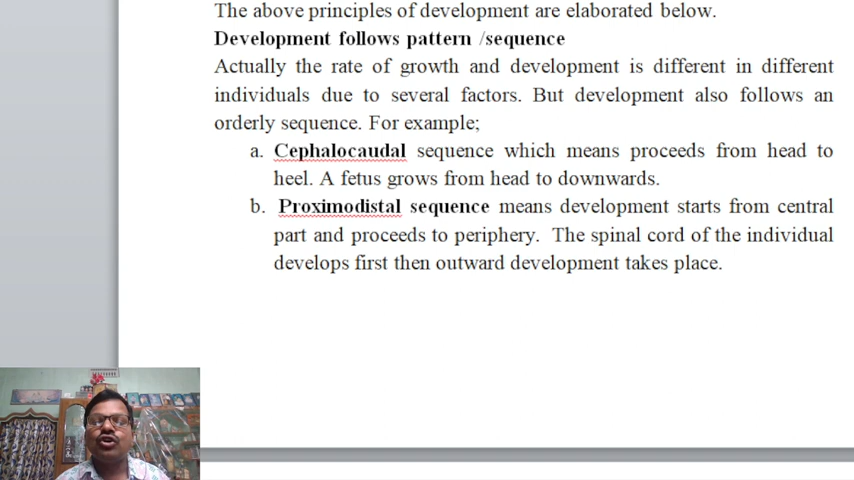 The above principles of development are elaborated below.
Development follows pattern /sequence
Actually the rate of growth and development is different in different
individuals due to several factors. But development also follows an
orderly sequence. For example;
a. Cephalocaudal sequence which means proceeds from head to
heel. A fetus grows from head to downwards.
b. Proximodistal sequence means development starts from central
part and proceeds to periphery. The spinal cord of the individual
develops first then outward development takes place.